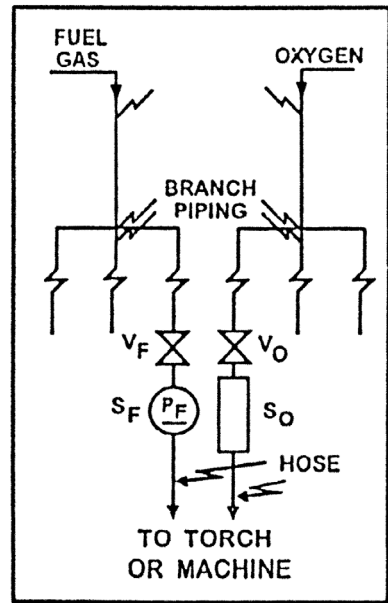 FUEL
GAS
OXYGEN
BRANCH
PIPING
VF
VO
SF
PF
SO
HOSE
TO TORCH
OR MACHINE